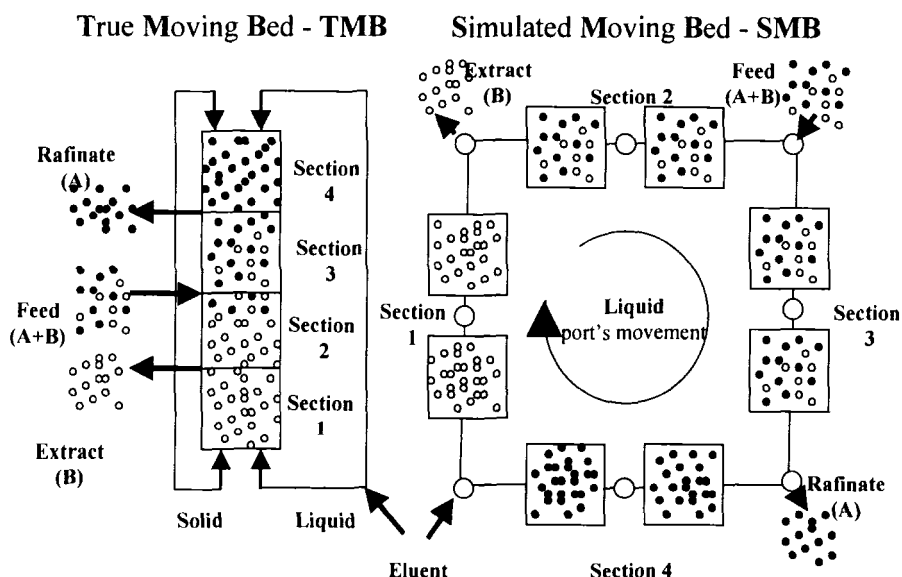 True Moving Bed - TMB
Simulated Moving Bed - SMB
Rafinate
(A)
Feed
(A+B)
Extract
(B)
Section
4
Section
3
Section
2
Section
1
Solid
Liquid
Eluent
Extract
(B)
Section 2
Feed
(A+B)
Section
1
Liquid
port's movement
Section
3
Rafinate
(A)
Section 4